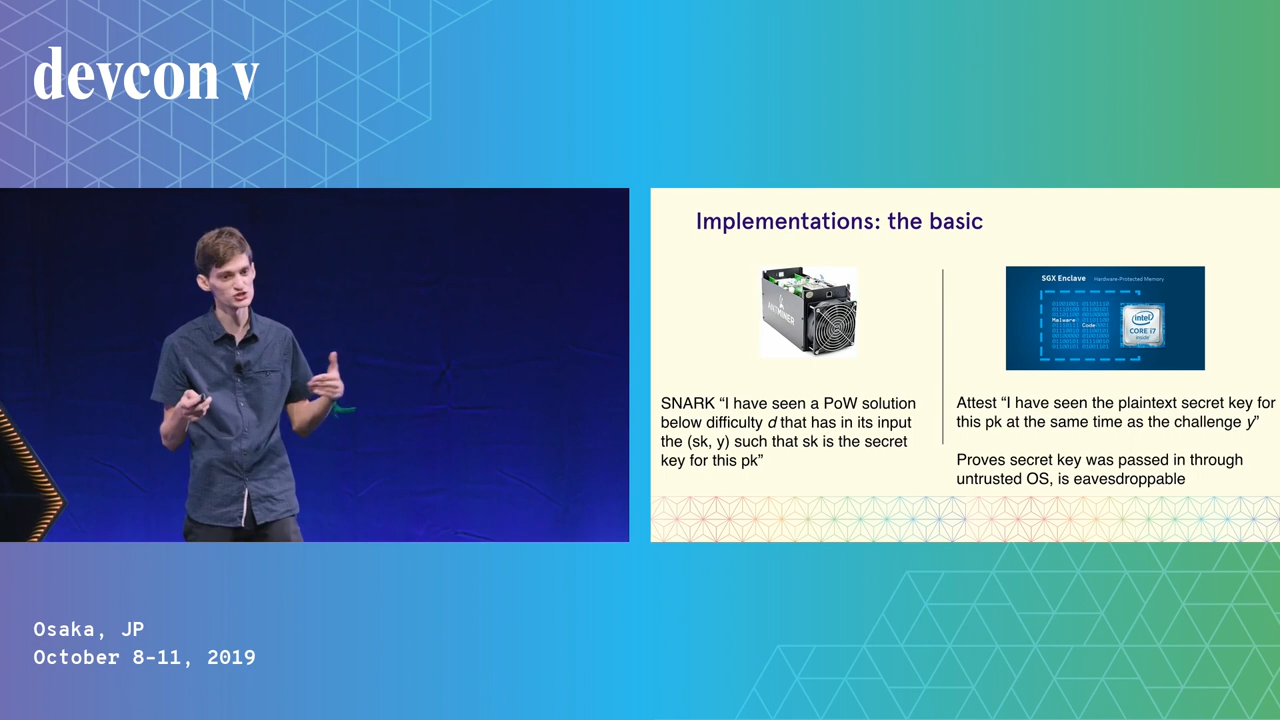 devcon v
Implementations: the basic
ANTMINER
SGX Enclave Hardware-Protected Memory
Malware
Code
intel
CORE i7
inside
SNARK “I have seen a PoW solution
below difficulty d that has in its input
the (sk, y) such that sk is the secret
key for this pk”
Attest “I have seen the plaintext secret key for
this pk at the same time as the challenge y”
Proves secret key was passed in through
untrusted OS, is eavesdroppable
Osaka, JP
October 8-11, 2019